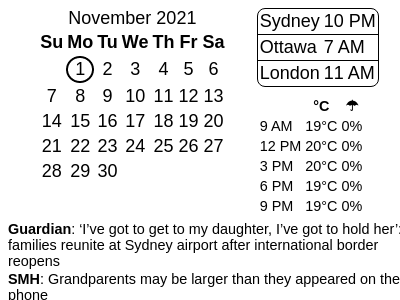 November 2021
Su Mo Tu We Th Fr Sa
1 2 3 4 5 6
7 8 9 10 11 12 13
14 15 16 17 18 19 20
21 22 23 24 25 26 27
28 29 30
Sydney 10 PM
Ottawa 7 AM
London 11 AM
°C ☂
9 AM 19°C 0%
12 PM 20°C 0%
3 PM 20°C 0%
6 PM 19°C 0%
9 PM 19°C 0%
Guardian: ‘I’ve got to get to my daughter, I’ve got to hold her’:
families reunite at Sydney airport after international border
reopens
SMH: Grandparents may be larger than they appeared on the
phone